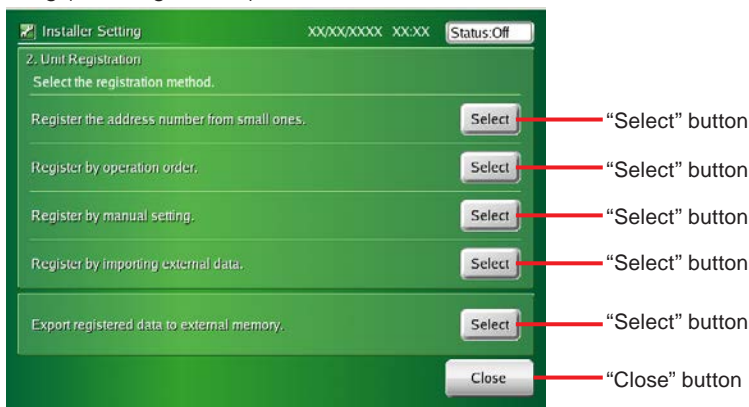 Installer Setting XX/XX/XXXX XX:XX Status:Off
2. Unit Registration
Select the registration method.
Register the address number from small ones. Select “Select” button
Register by operation order. Select “Select” button
Register by manual setting. Select “Select” button
Register by importing external data. Select “Select” button
Export registered data to external memory. Select “Select” button
Close “Close” button